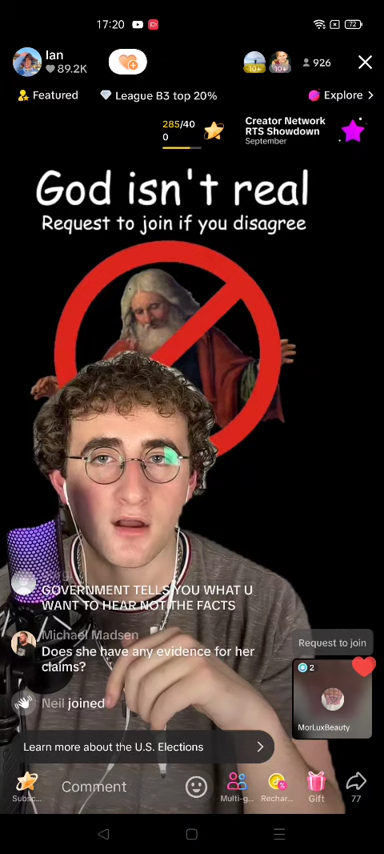 17:20
72
Ian
89.2K
10+
10+
926
Featured
League B3 top 20%
Explore
285/40
0
Creator Network
RTS Showdown
September
God isn't real
Request to join if you disagree
GOVERNMENT TELLS YOU WHAT U
WANT TO HEAR NOT THE FACTS
Michael Madsen
Does she have any evidence for her
claims?
Neil joined
Request to join
2
MorLuxBeauty
Learn more about the U.S. Elections
Comment
Subsc...
Multi-g...
Rechar...
Gift
77